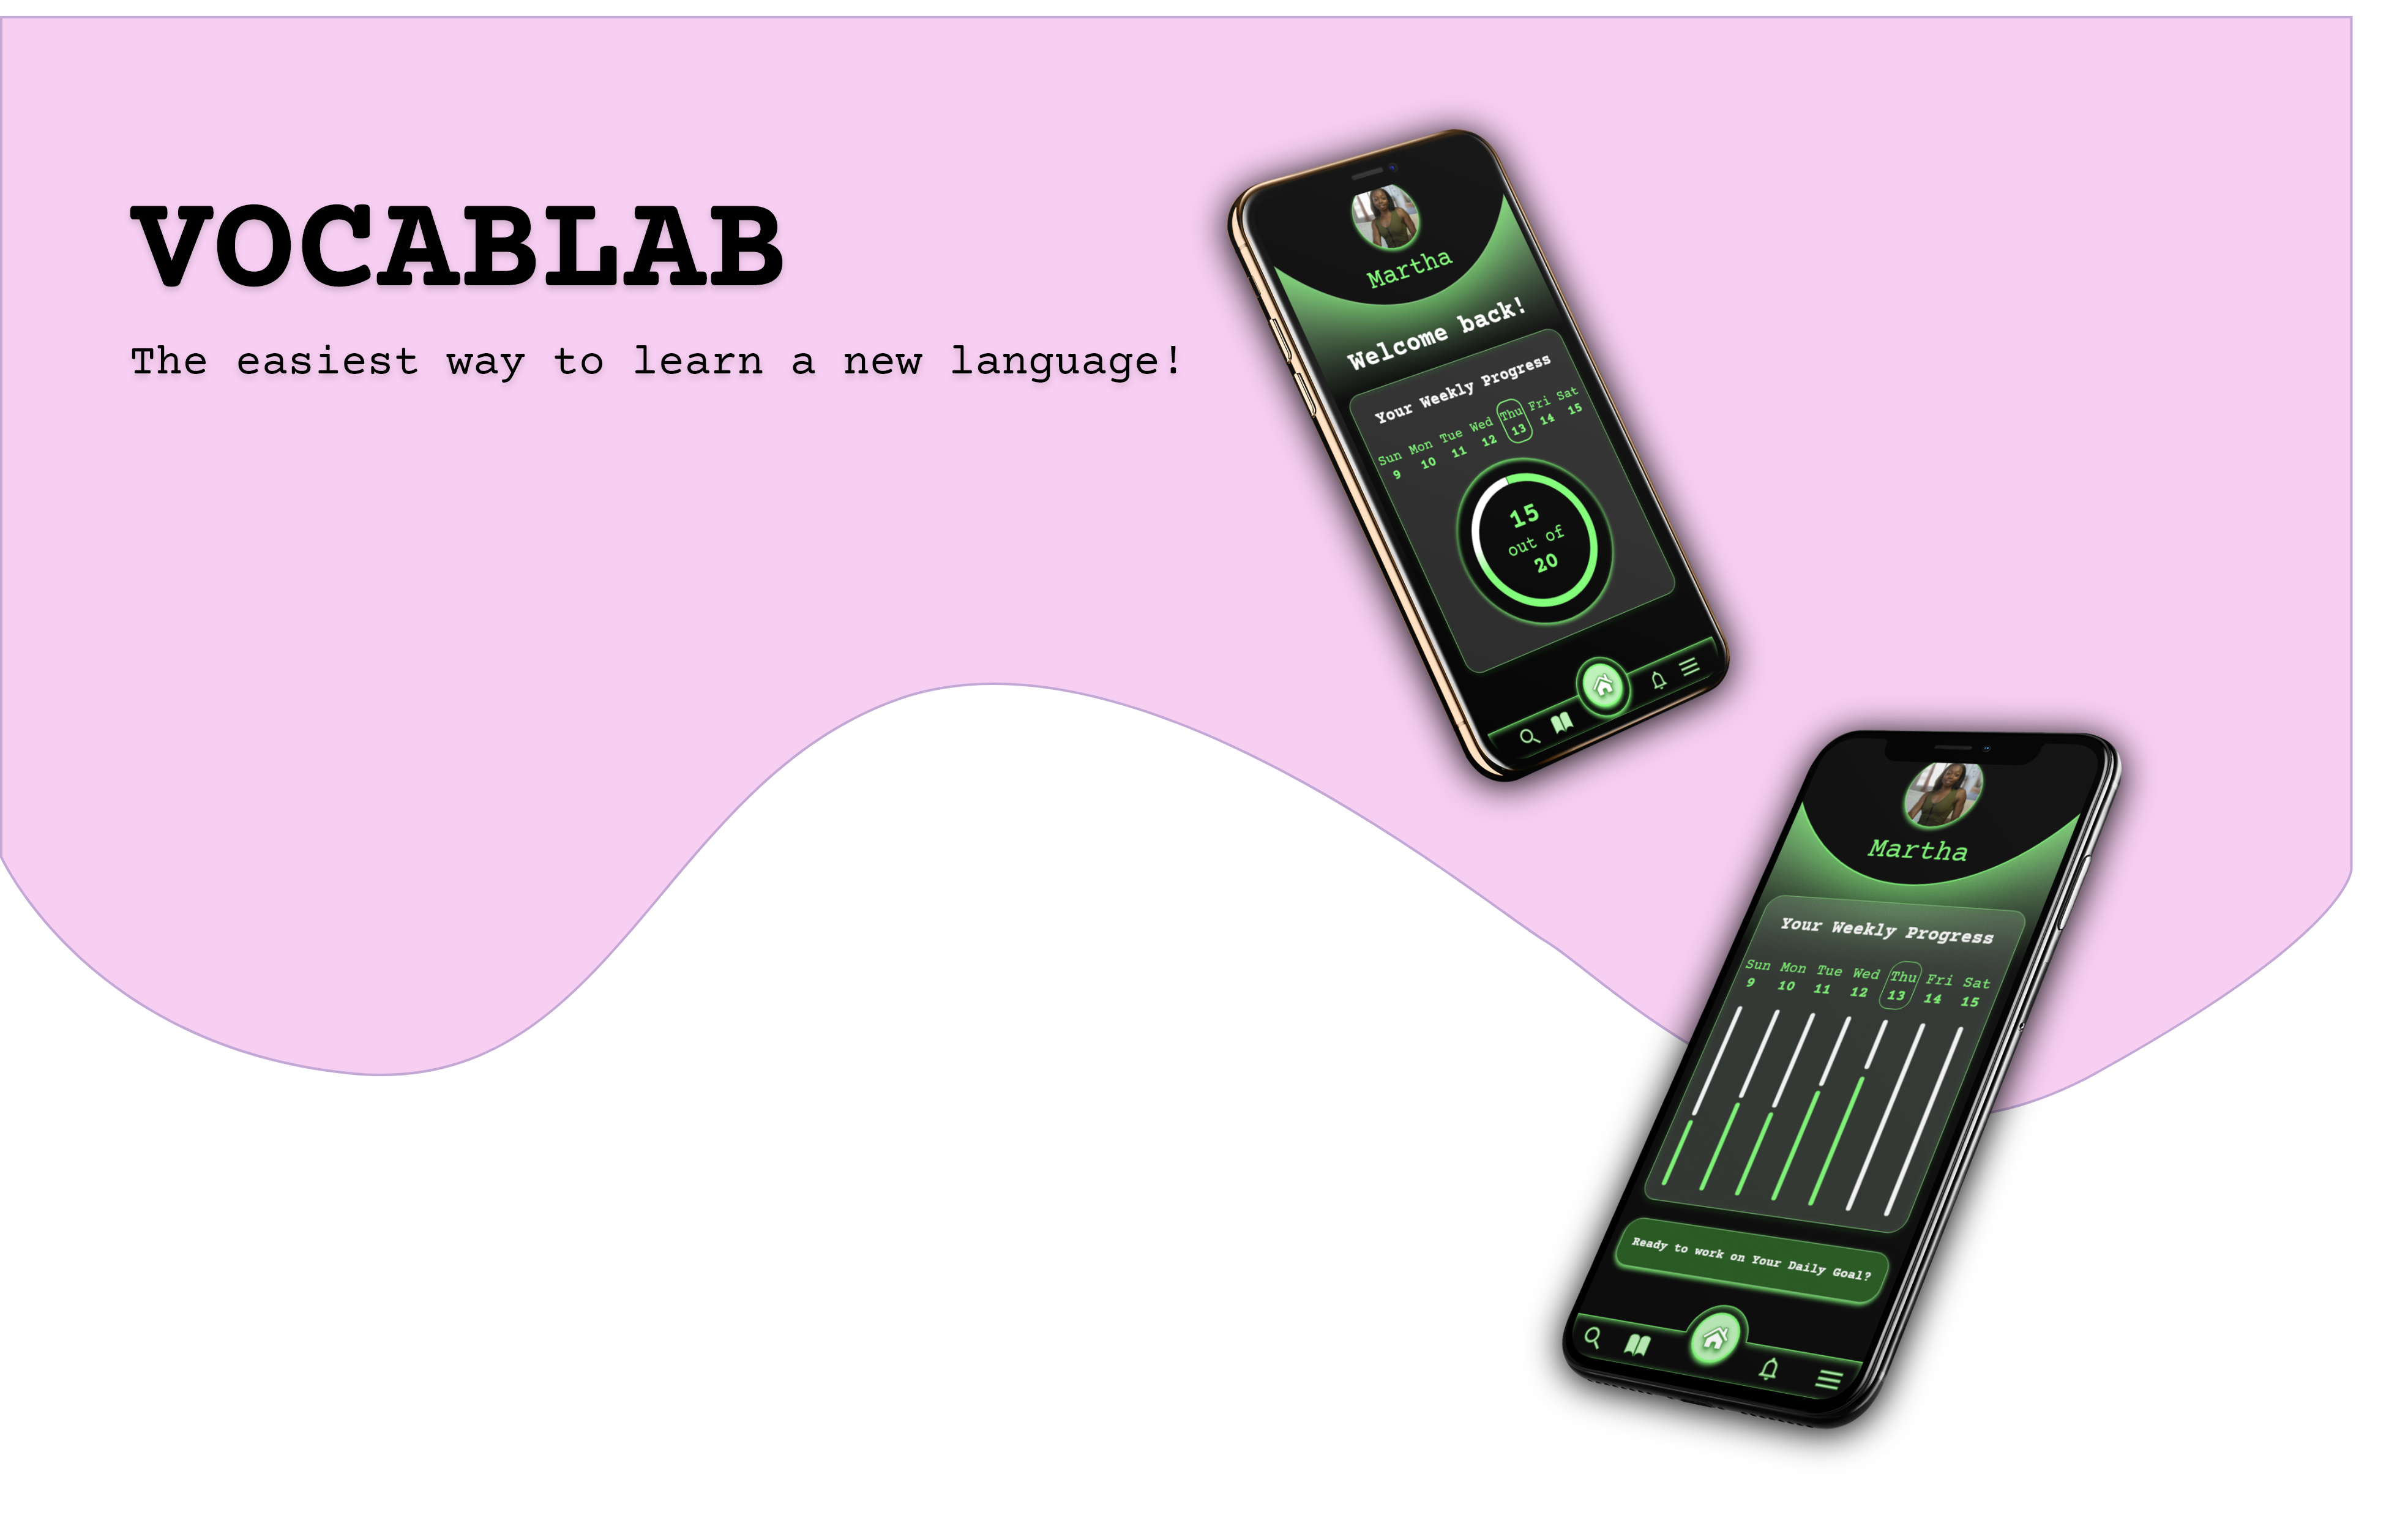 VOCABLAB
The easiest way to learn a new language!
Martha
Welcome back!
Your Weekly Progress
Sun Mon Tue Wed Thu Fri Sat
9 10 11 12 13 14 15
15
out of
20
Martha
Your Weekly Progress
Sun Mon Tue Wed Thu Fri Sat
9 10 11 12 13 14 15
Ready to work on Your Daily Goal?